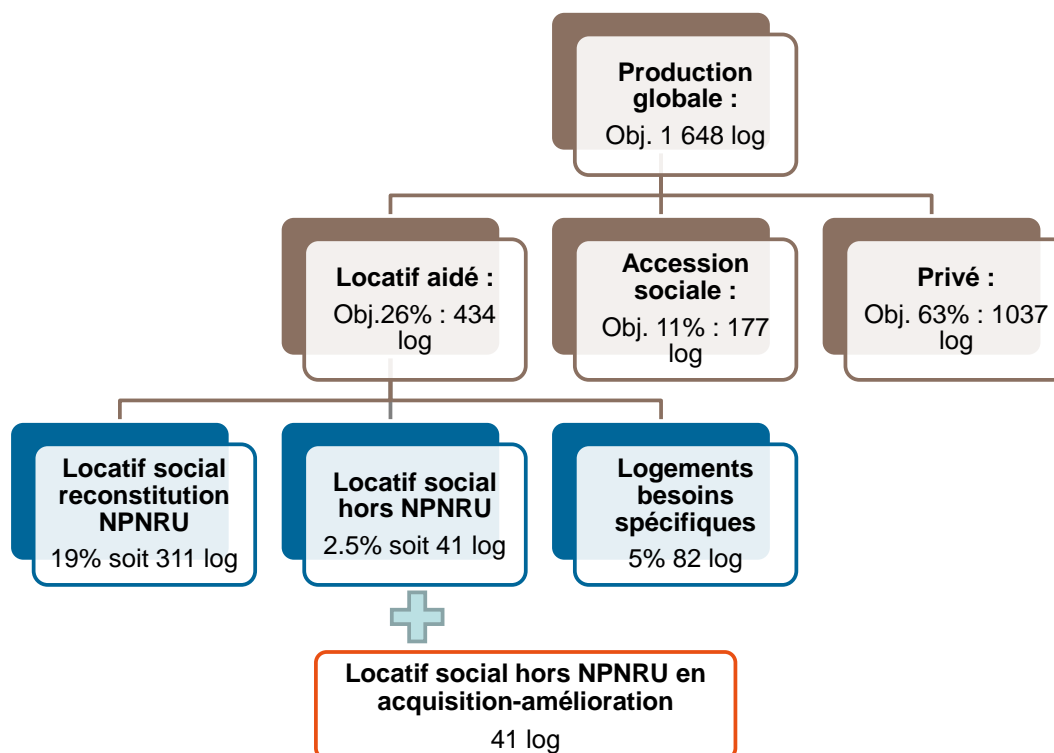 Production
globale :
Obj. 1 648 log
Locatif aidé :
Obj.26% : 434
log
Accession
sociale :
Obj. 11% : 177
log
Privé :
Obj. 63% : 1037
log
Locatif social
reconstitution
NPNRU
19% soit 311 log
Locatif social
hors NPNRU
2.5% soit 41 log
Logements
besoins
spécifiques
5% 82 log
Locatif social hors NPNRU en
acquisition-amélioration
41 log